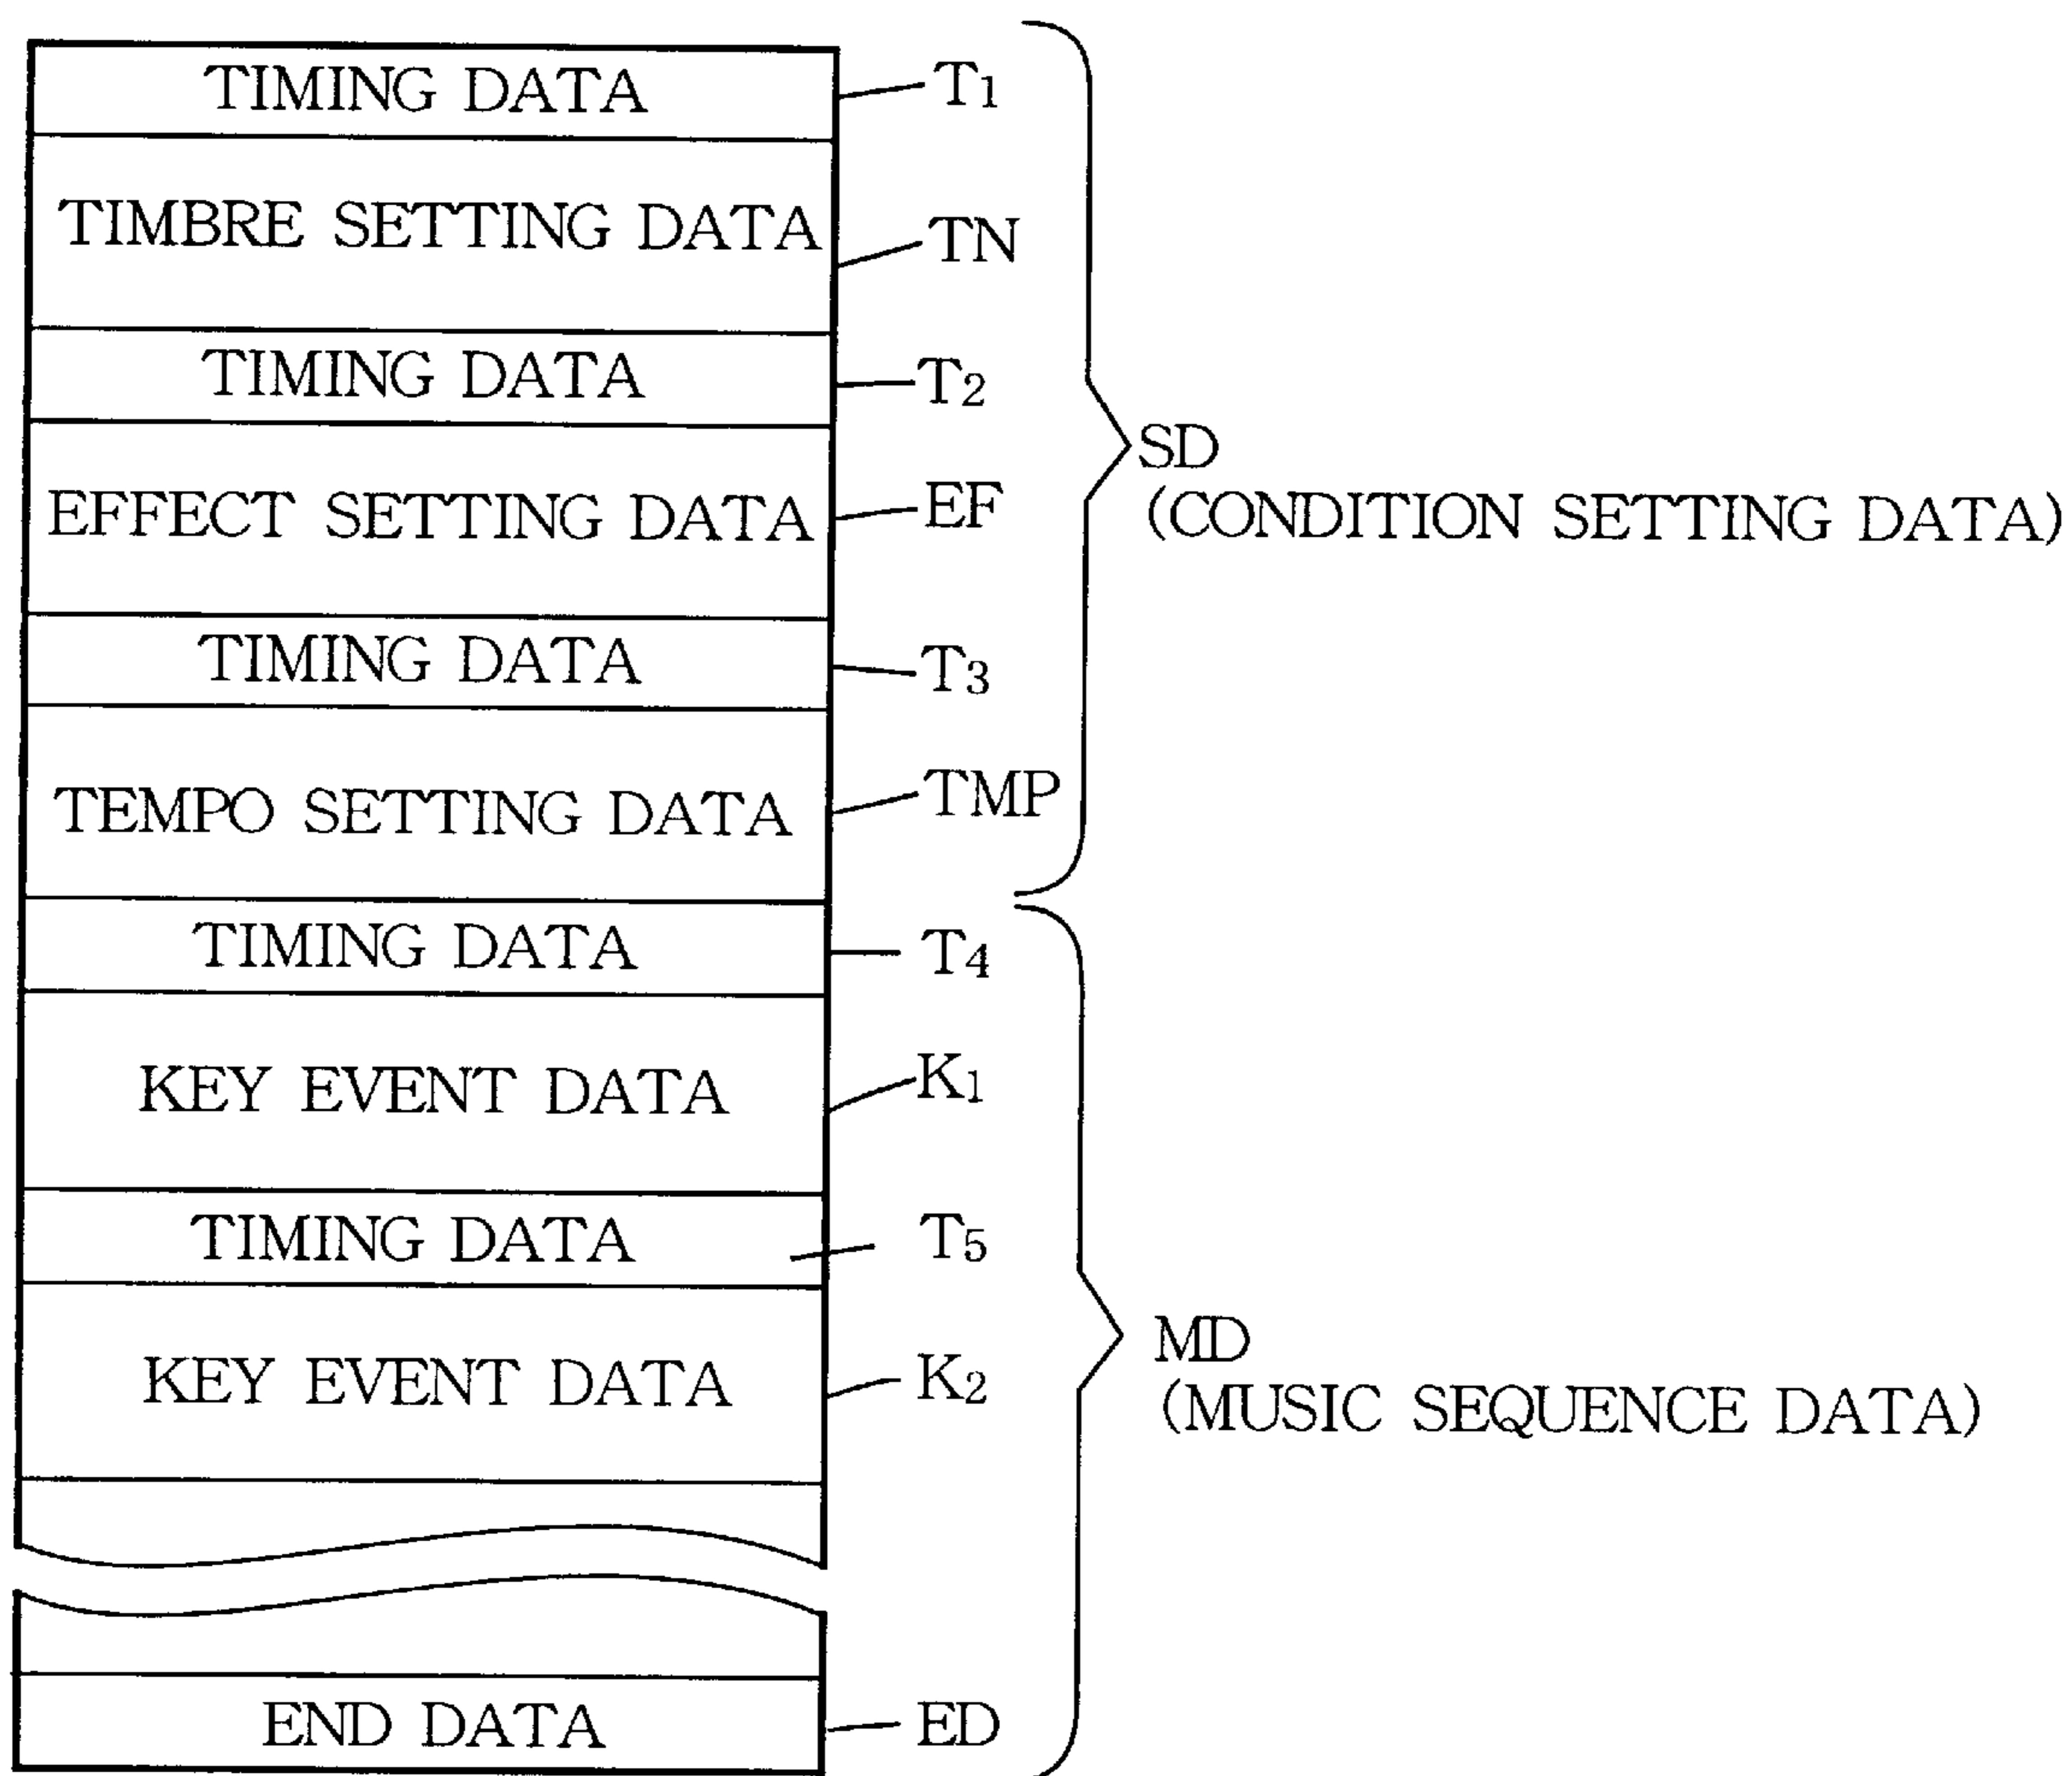 TIMING DATA T1
TIMBRE SETTING DATA TN
TIMING DATA T2
EFFECT SETTING DATA EF
TIMING DATA T3
TEMPO SETTING DATA TMP
SD
(CONDITION SETTING DATA)
TIMING DATA T4
KEY EVENT DATA K1
TIMING DATA T5
KEY EVENT DATA K2
END DATA ED
MD
(MUSIC SEQUENCE DATA)